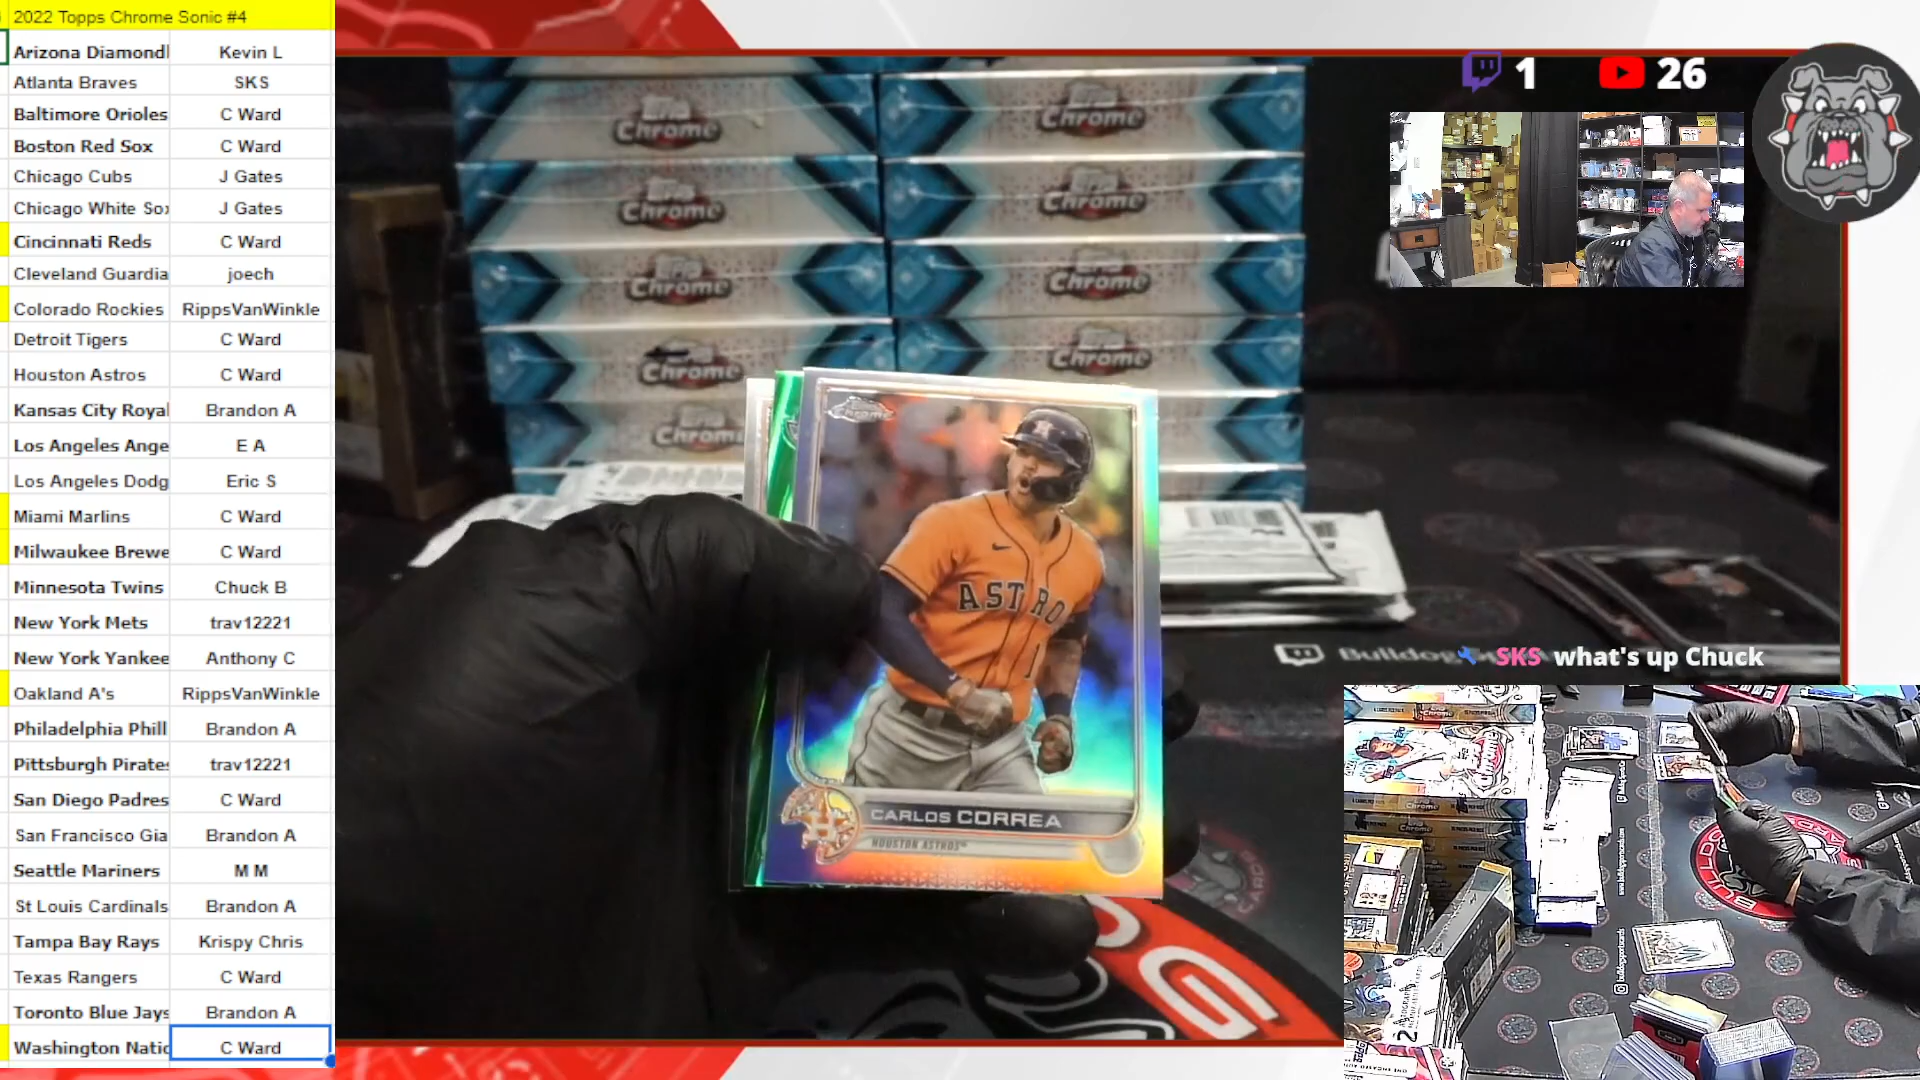 2022 Topps Chrome Sonic #4
Arizona Diamond Kevin L
Atlanta Braves SKS
Baltimore Orioles C Ward
Boston Red Sox C Ward
Chicago Cubs J Gates
Chicago White Sox J Gates
Cincinnati Reds C Ward
Cleveland Guardia joech
Colorado Rockies RippsVanWinkle
Detroit Tigers C Ward
Houston Astros C Ward
Kansas City Royal Brandon A
Los Angeles Ange E A
Los Angeles Dodg Eric S
Miami Marlins C Ward
Milwaukee Brewe C Ward
Minnesota Twins Chuck B
New York Mets trav12221
New York Yankee Anthony C
Oakland A's RippsVanWinkle
Philadelphia Phill Brandon A
Pittsburgh Pirates trav12221
San Diego Padres C Ward
San Francisco Gia Brandon A
Seattle Mariners M M
St Louis Cardinals Brandon A
Tampa Bay Rays Krispy Chris
Texas Rangers C Ward
Toronto Blue Jays Brandon A
Washington Natio C Ward
1 26
Chrome Chrome
Chrome Chrome
Chrome Chrome
Chrome Chrome
Chrome
Chrome
ASTRO
1
CARLOS CORREA
HOUSTON ASTROS
SKS what's up Chuck